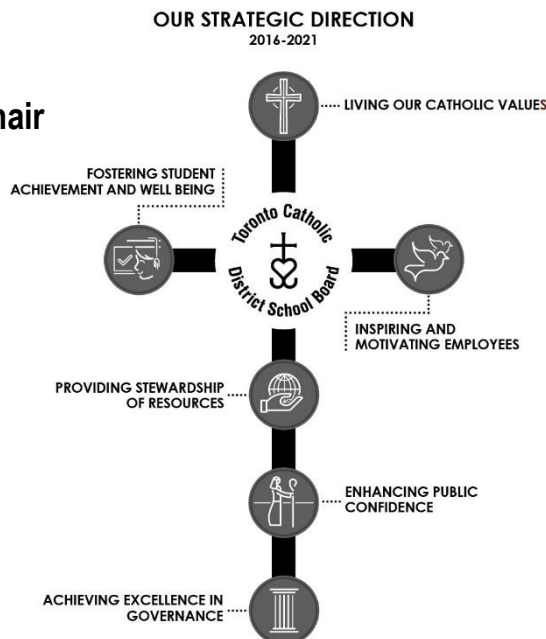 OUR STRATEGIC DIRECTION
2016-2021
LIVING OUR CATHOLIC VALUES
FOSTERING STUDENT
ACHIEVEMENT AND WELL BEING
Toronto Catholic
District School Board
INSPIRING AND
MOTIVATING EMPLOYEES
PROVIDING STEWARDSHIP
OF RESOURCES
ENHANCING PUBLIC
CONFIDENCE
ACHIEVING EXCELLENCE IN
GOVERNANCE